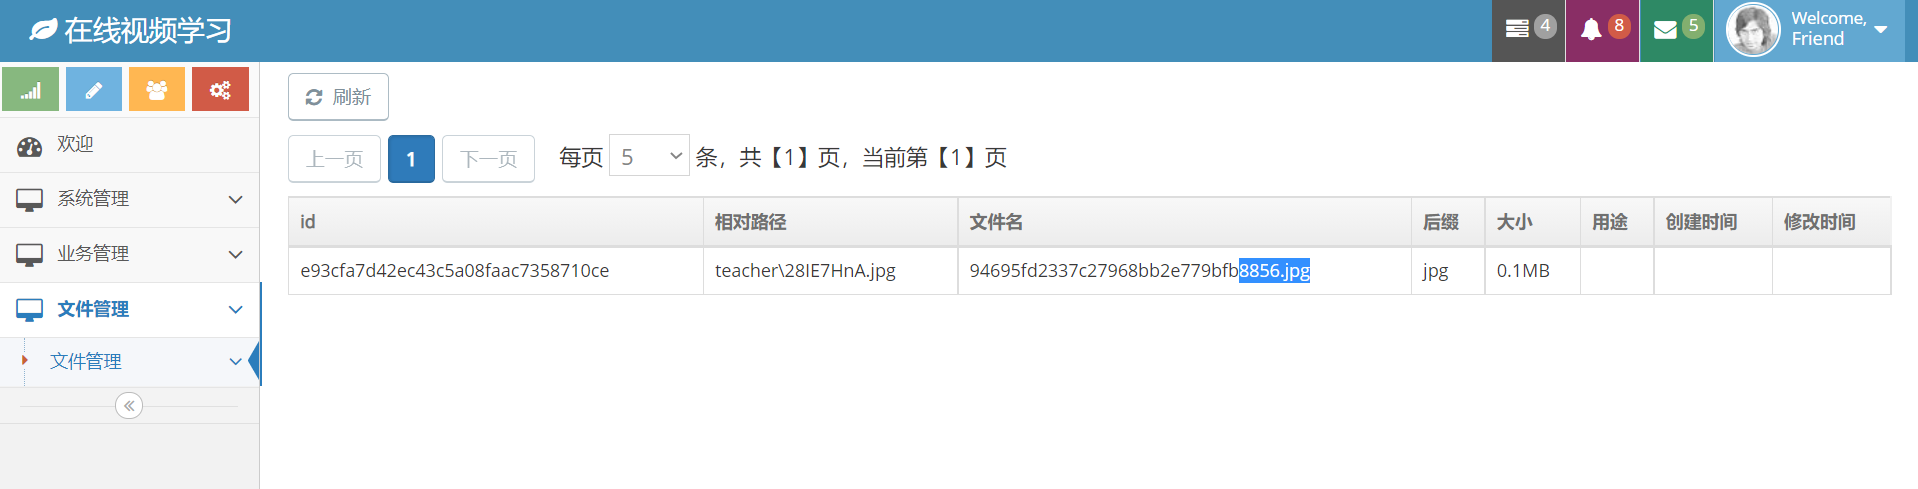 在线视频学习
4
8
5
Welcome,
Friend
欢迎
系统管理
业务管理
文件管理
文件管理
刷新
上一页 1 下一页 每页 5 条，共【1】页，当前第【1】页
id 相对路径 文件名 后缀 大小 用途 创建时间 修改时间
e93cfa7d42ec43c5a08faac7358710ce teacher\28IE7HnA.jpg 94695fd2337c27968bb2e779bfb8856.jpg jpg 0.1MB